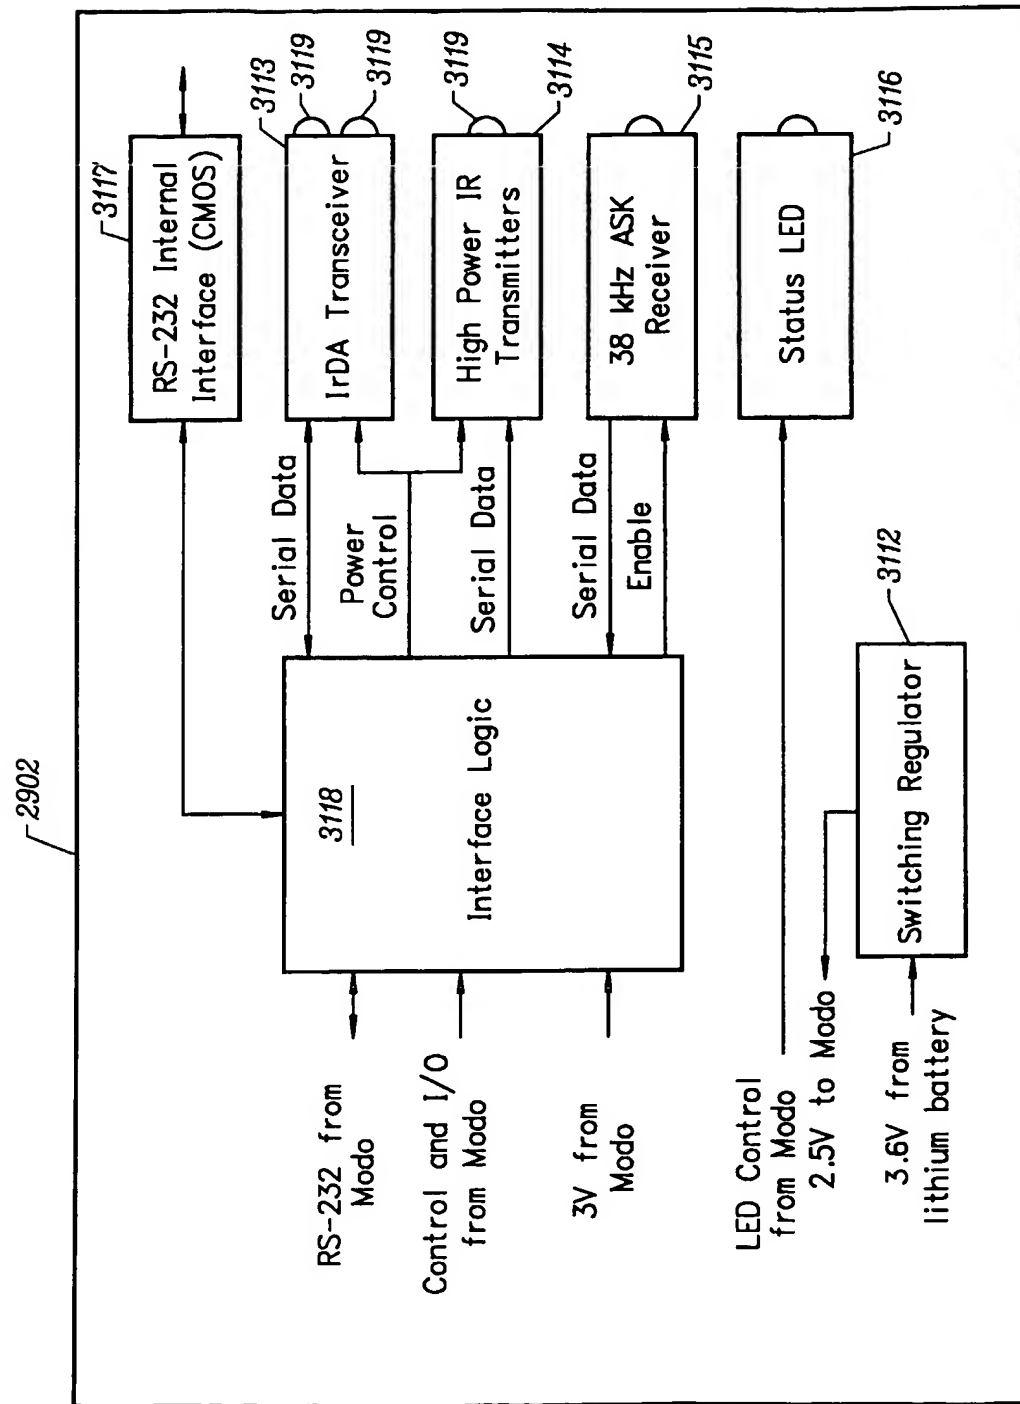 2902
3117
RS-232 Internal
Interface (CMOS)
3113
3119
3119
IrDA Transceiver
Serial Data
Power
Control
3119
3114
High Power IR
Transmitters
Serial Data
3115
38 kHz ASK
Receiver
Serial Data
Enable
3116
Status LED
3118
Interface Logic
RS-232 from
Modo
Control and I/O
from Modo
3V from
Modo
LED Control
from Modo
2.5V to Modo
3112
Switching Regulator
3.6V from
lithium battery